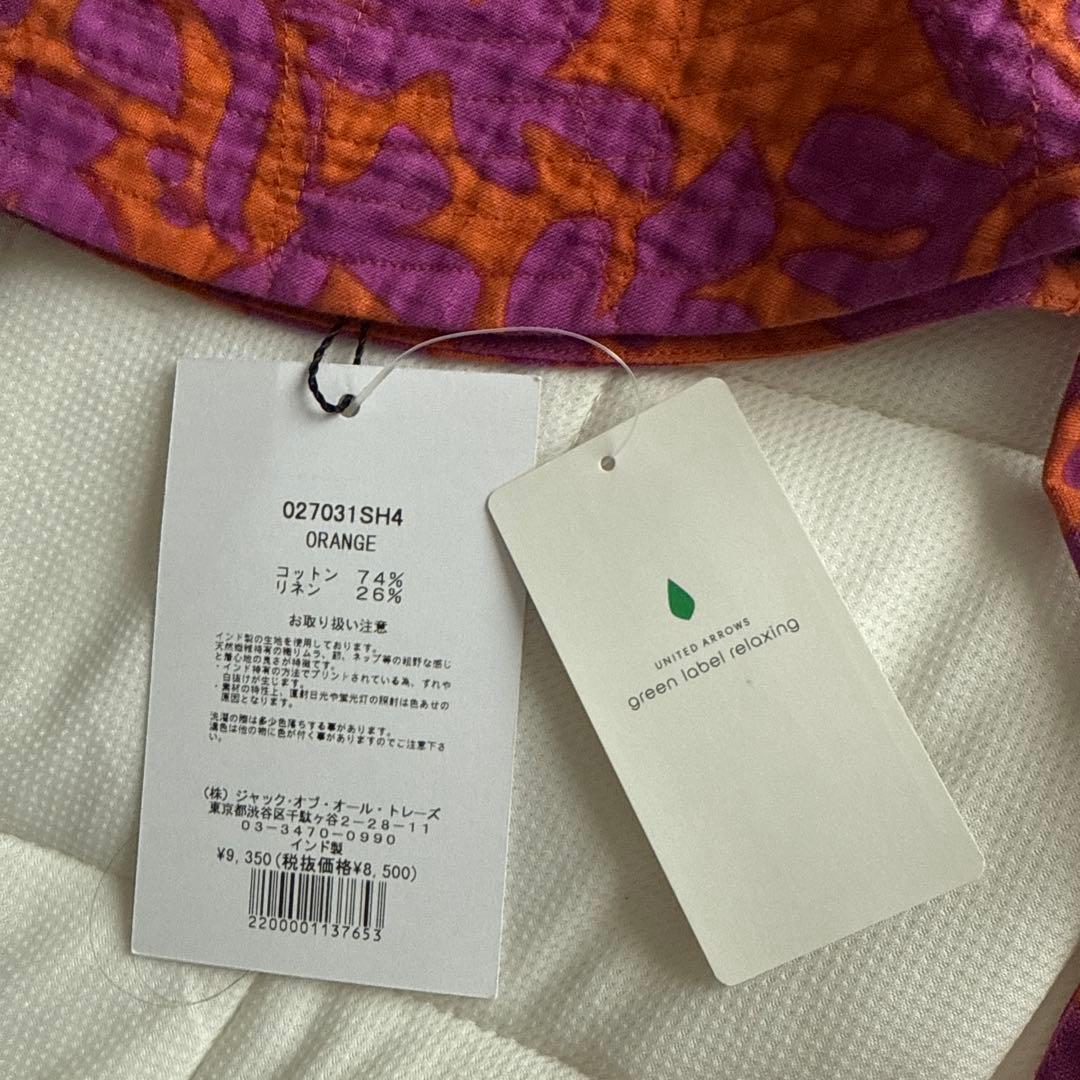 027031SH4
ORANGE
コットン 74%
リネン 26%
お取り扱い注意
インド製の生地を使用しております。
天然繊維特有の織りムラ、節、ネップ等の粗野な感じ
と着心地の良さが特徴です。
・インド特有の方法でプリントされている為、ずれや
白抜けが生じます。
・素材の特性上、直射日光や蛍光灯の照射は色あせの
原因となります。
洗濯の際は多少色落ちする事があります。
濃色は他の物に色が付く事がありますのでご注意下さ
い。
(株) ジャック・オブ・オール・トレーズ
東京都渋谷区千駄ヶ谷2-28-11
03-3470-0990
インド製
¥9,350(税抜価格¥8,500)
2200001137653
UNITED ARROWS
green label relaxing